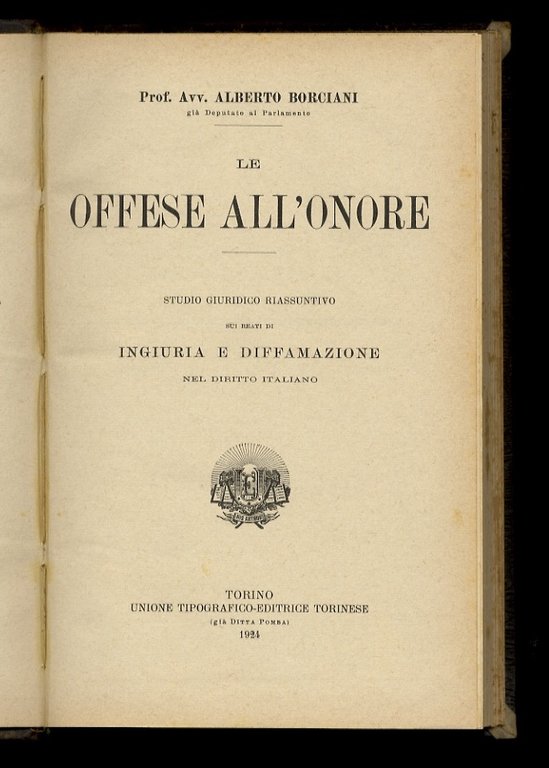 Prof. Avv. ALBERTO BORCIANI
già Deputato al Parlamento
LE
OFFESE ALL'ONORE
STUDIO GIURIDICO RIASSUNTIVO
SUI REATI DI
INGIURIA E DIFFAMAZIONE
NEL DIRITTO ITALIANO
TORINO
UNIONE TIPOGRAFICO-EDITRICE TORINESE
(già DITTA POMBA)
1924